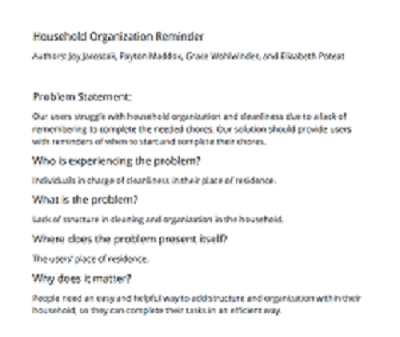 Household Organization Reminder
Authors: Joy Payton Maddox, Grace Wohlwinder, and Elizabeth Poteat
Problem Statement:
Our users struggle with household organization and cleanliness due to a lack of
remembering to complete the needed chores. Our solution should provide users
with reminders of when to start and complete their chores.
Who is experiencing the problem?
Individuals in charge of cleanliness in their place of residence.
What is the problem?
Lack of structure in cleaning and organization in the household.
Where does the problem present itself?
The users' place of residence.
Why does it matter?
People need an easy and helpful way to add structure and organization within their
household, so they can complete their tasks in an efficient way.